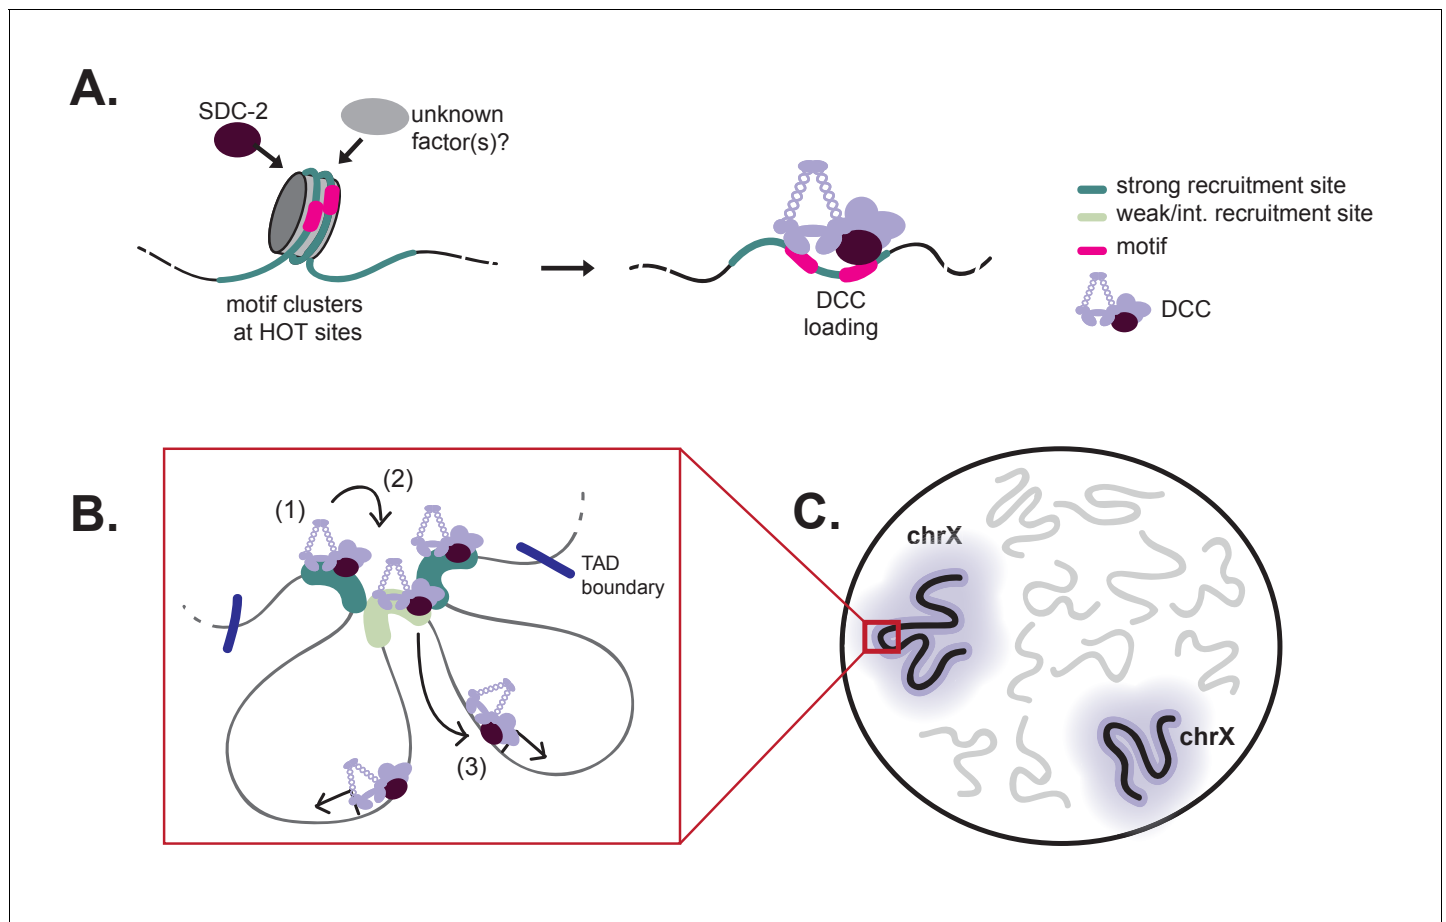 A.
SDC-2
unknown
factor(s)?
motif clusters
at HOT sites
DCC
loading
strong recruitment site
weak/int. recruitment site
motif
DCC
B.
(1)
(2)
(3)
TAD
boundary
C.
chrX
chrX